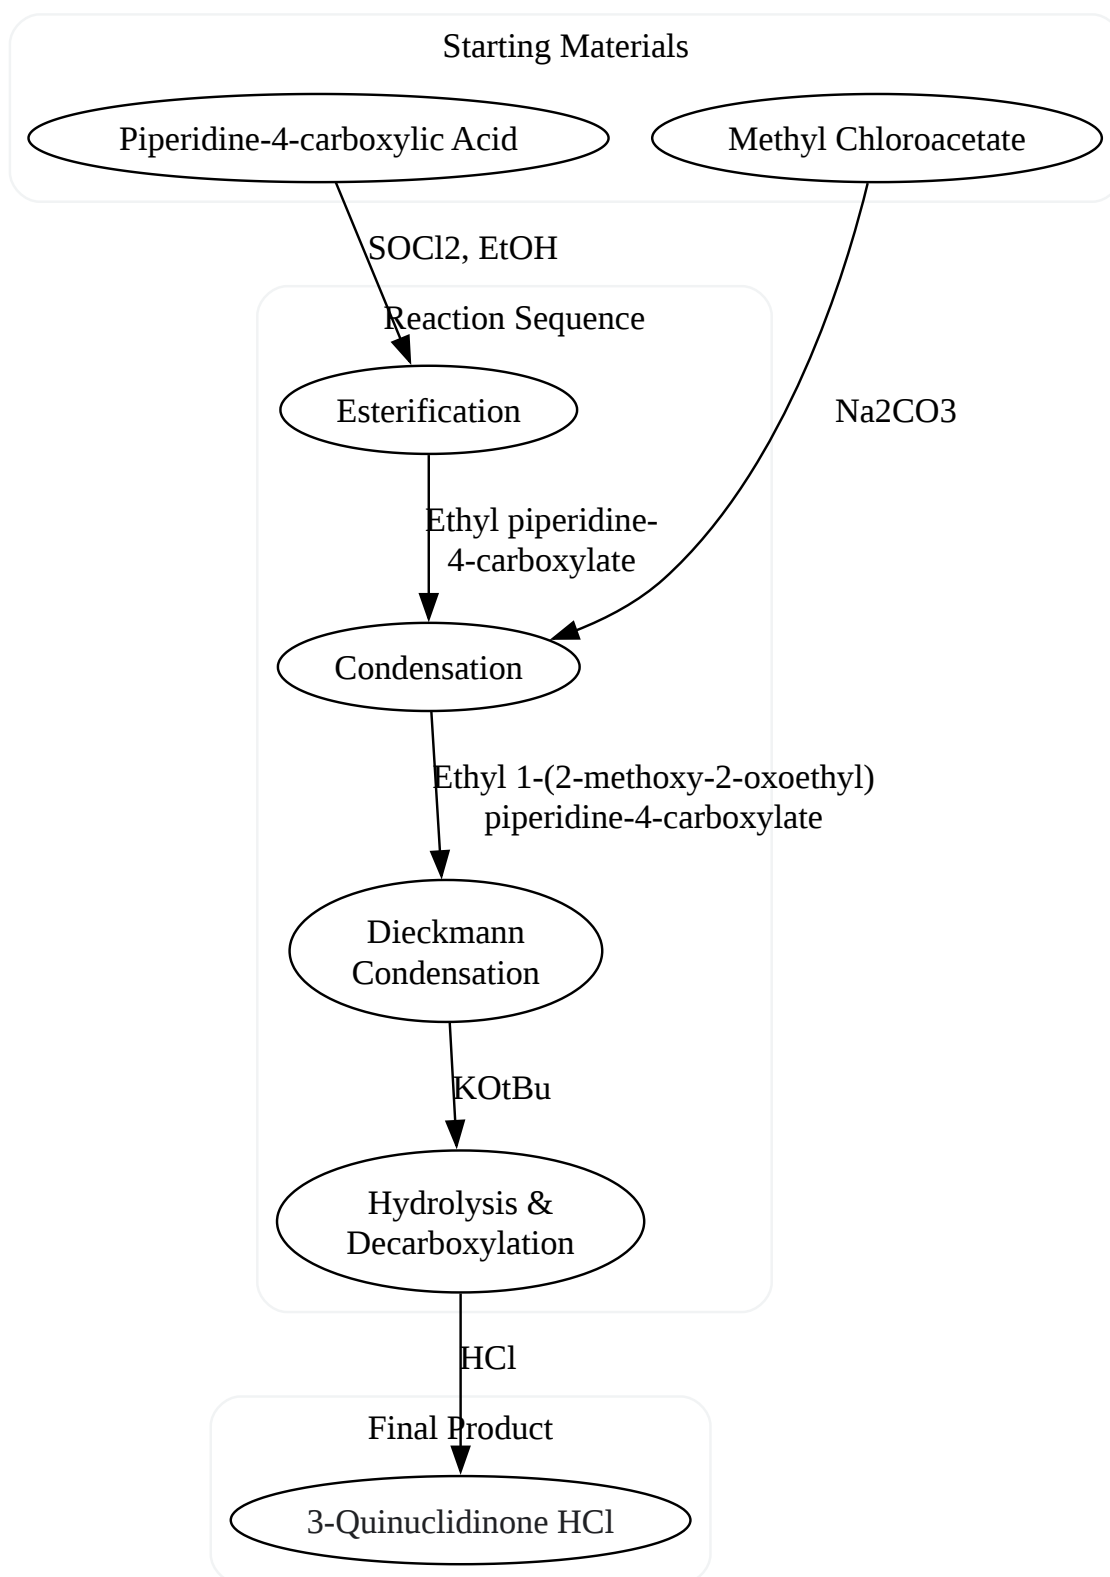 Starting Materials
Piperidine-4-carboxylic Acid
Methyl Chloroacetate
SOCl2, EtOH
Reaction Sequence
Esterification
Na2CO3
Ethyl piperidine-
4-carboxylate
Condensation
Ethyl 1-(2-methoxy-2-oxoethyl)
piperidine-4-carboxylate
Dieckmann
Condensation
KOtBu
Hydrolysis &
Decarboxylation
HCl
Final Product
3-Quinuclidinone HCl